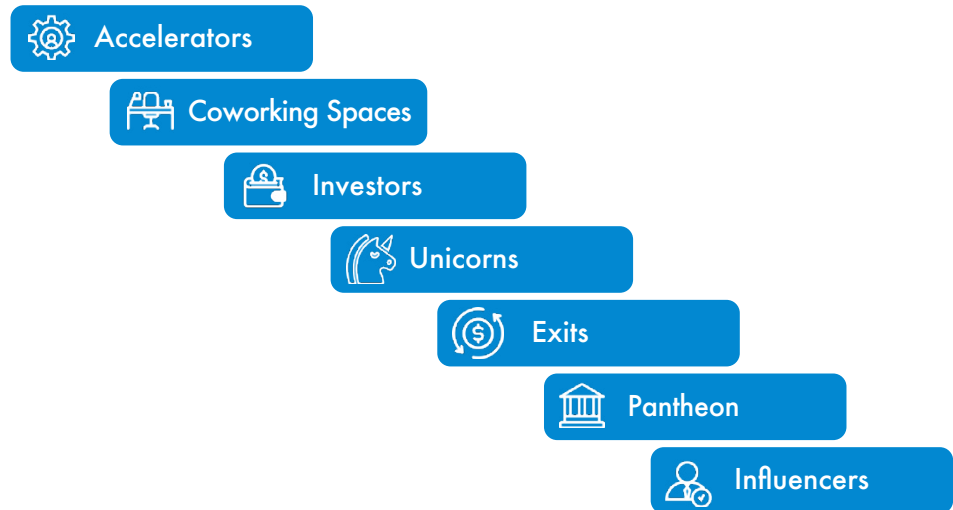 Accelerators
Coworking Spaces
Investors
Unicorns
Exits
Pantheon
Influencers